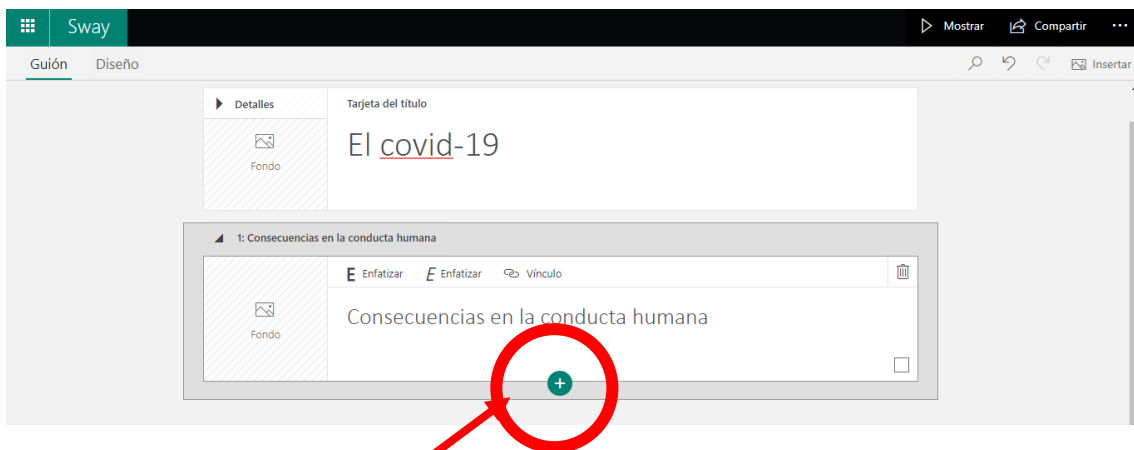 Sway
Mostrar
Compartir
Guión
Diseño
Insertar
Detalles
Tarjeta del título
Fondo
El covid-19
1: Consecuencias en la conducta humana
E Enfatizar
E Enfatizar
Vínculo
Fondo
Consecuencias en la conducta humana